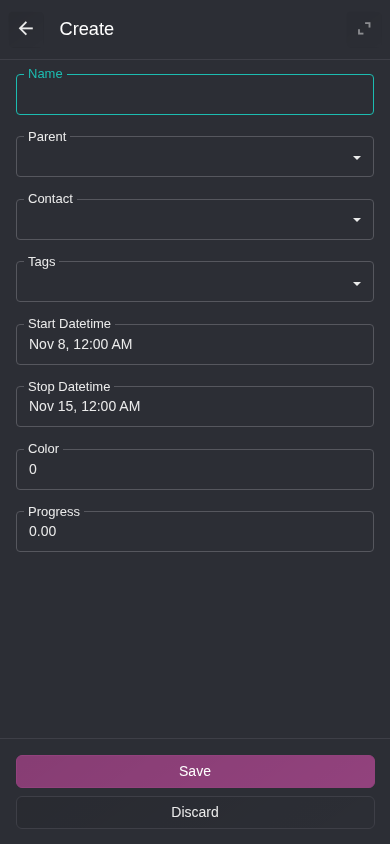 Create
Name
Parent
Contact
Tags
Start Datetime
Nov 8, 12:00 AM
Stop Datetime
Nov 15, 12:00 AM
Color
0
Progress
0.00
Save
Discard